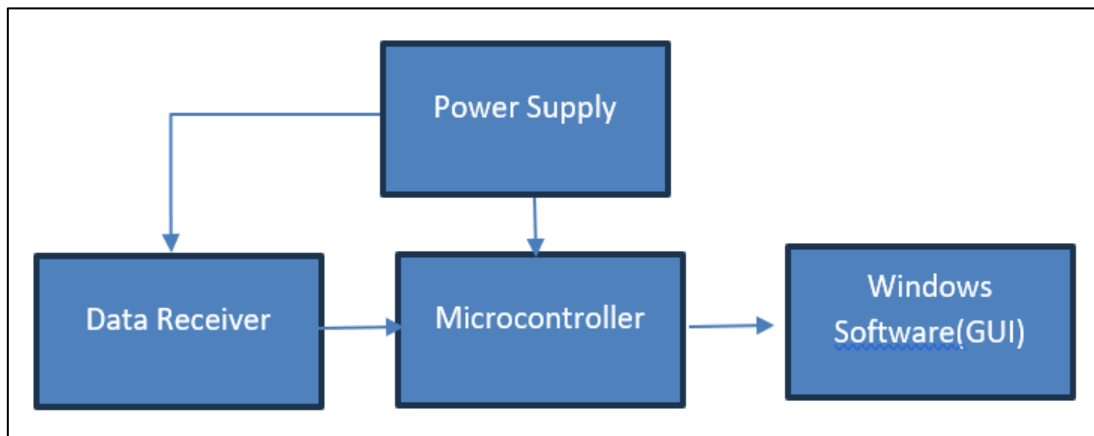 Power Supply
Data Receiver
Microcontroller
Windows
Software(GUI)